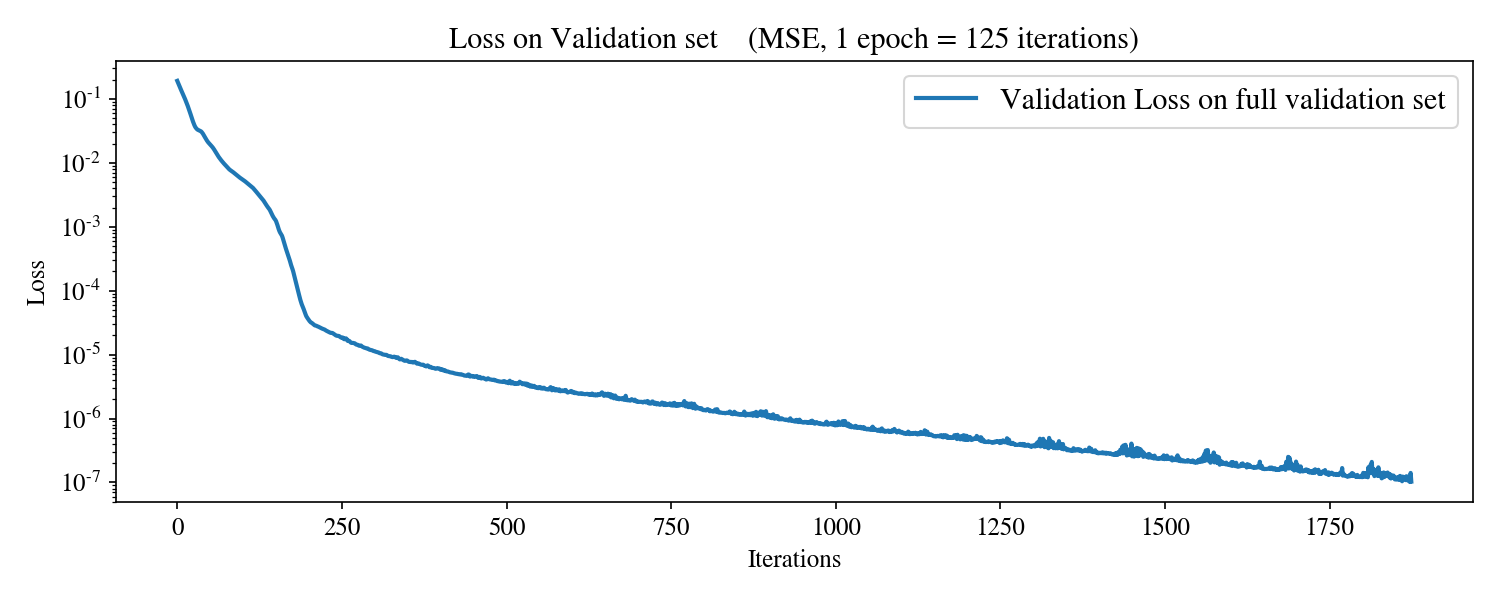 Loss on Validation set (MSE, 1 epoch = 125 iterations)
Validation Loss on full validation set
Loss
10^-1
10^-2
10^-3
10^-4
10^-5
10^-6
10^-7
0 250 500 750 1000 1250 1500 1750
Iterations